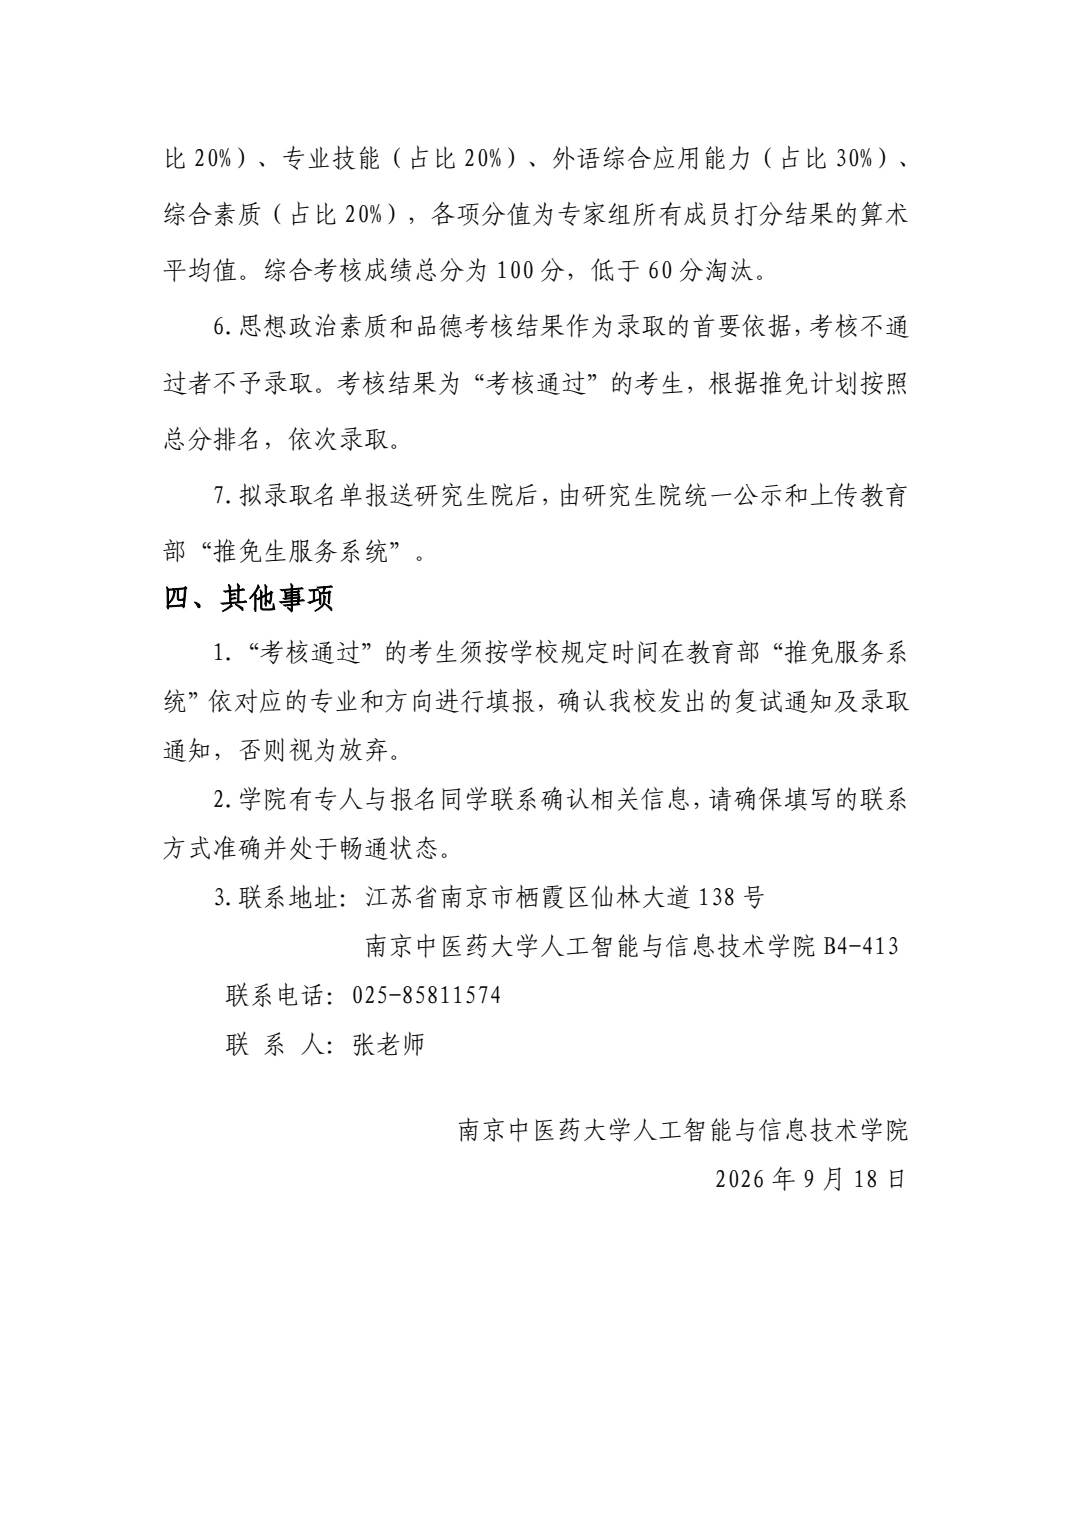 比 20%）、专业技能（占比 20%）、外语综合应用能力（占比 30%）、
综合素质（占比 20%），各项分值为专家组所有成员打分结果的算术
平均值。综合考核成绩总分为 100 分，低于 60 分淘汰。
6.思想政治素质和品德考核结果作为录取的首要依据，考核不通
过者不予录取。考核结果为“考核通过”的考生，根据推免计划按照
总分排名，依次录取。
7.拟录取名单报送研究生院后，由研究生院统一公示和上传教育
部“推免生服务系统”。
四、其他事项
1.“考核通过”的考生须按学校规定时间在教育部“推免服务系
统”依对应的专业和方向进行填报，确认我校发出的复试通知及录取
通知，否则视为放弃。
2.学院有专人与报名同学联系确认相关信息，请确保填写的联系
方式准确并处于畅通状态。
3.联系地址：江苏省南京市栖霞区仙林大道 138 号
南京中医药大学人工智能与信息技术学院 B4-413
联系电话：025-85811574
联 系 人：张老师
南京中医药大学人工智能与信息技术学院
2026 年 9 月 18 日